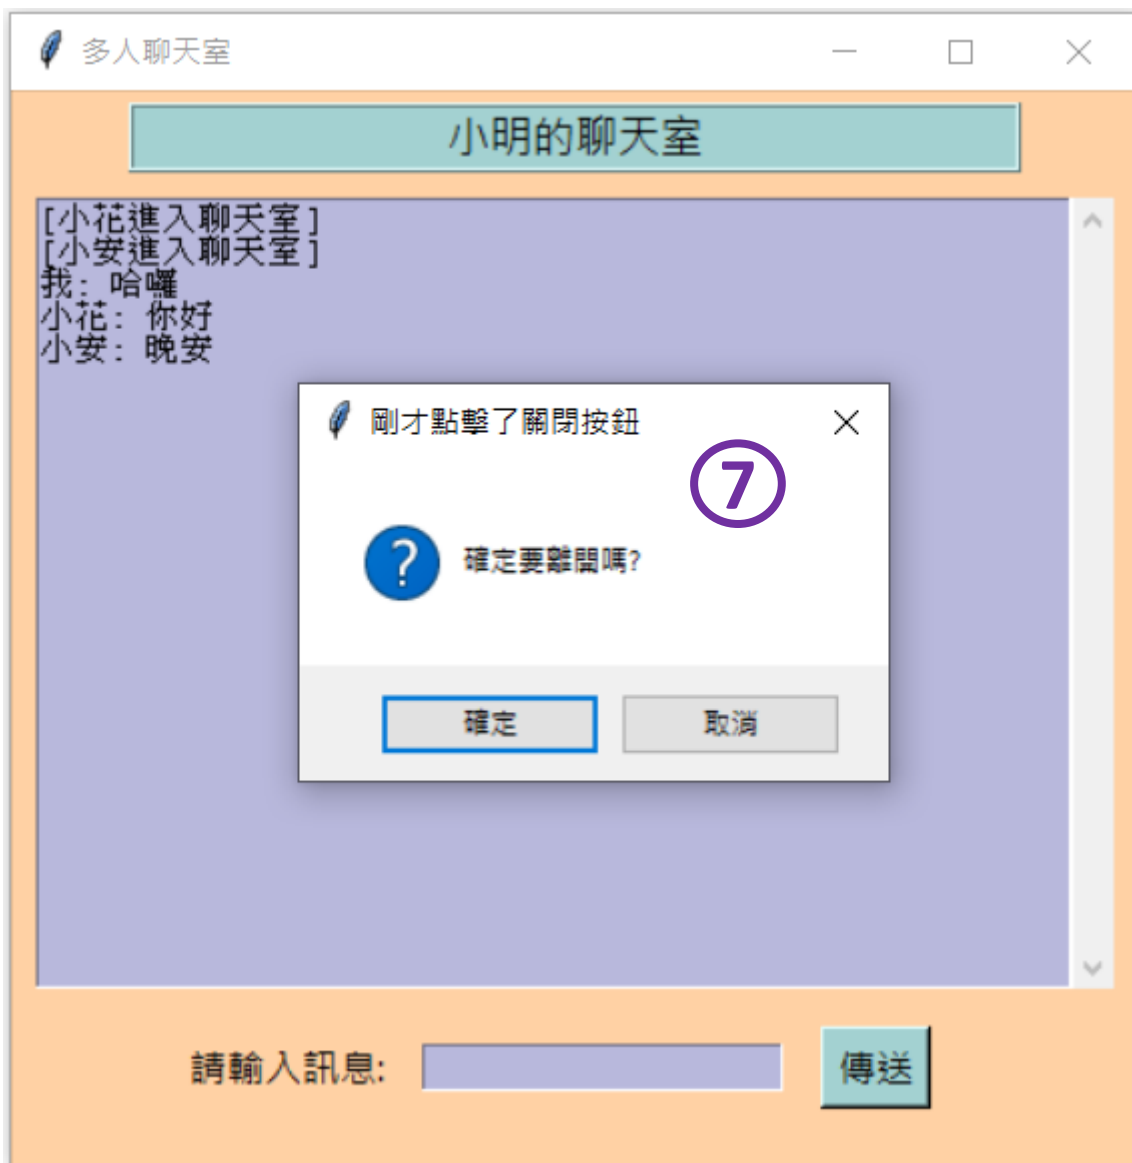 多人聊天室
小明的聊天室
[小花進入聊天室]
[小安進入聊天室]
我: 哈囉
小花: 你好
小安: 晚安
剛才點擊了關閉按鈕
7
確定要離開嗎?
確定 取消
請輸入訊息: 傳送